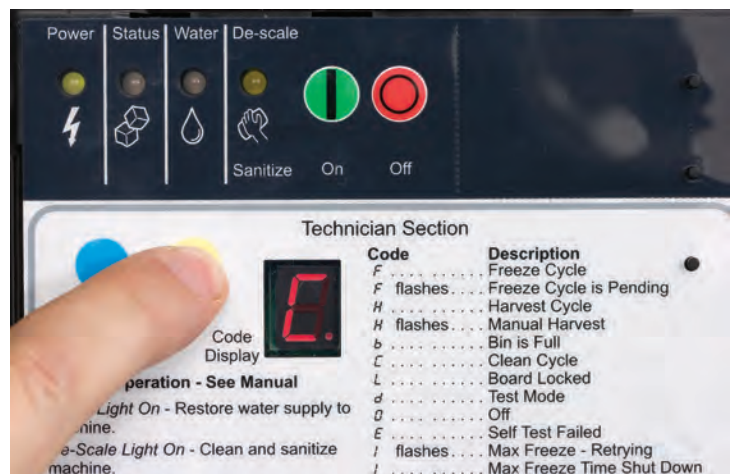 Power Status Water De-scale
Sanitize On Off
Technician Section
Code Description
F . . . . . . . . . . Freeze Cycle
F flashes . . . . Freeze Cycle is Pending
H . . . . . . . . . . Harvest Cycle
H flashes . . . . Manual Harvest
b . . . . . . . . . . Bin is Full
C . . . . . . . . . . Clean Cycle
L . . . . . . . . . . Board Locked
d . . . . . . . . . . Test Mode
O . . . . . . . . . . Off
E . . . . . . . . . . Self Test Failed
1 flashes . . . . Max Freeze - Retrying
1 . . . . . . . . . . Max Freeze Time Shut Down
C.
Code
Display
peration - See Manual
Light On - Restore water supply to
hine.
e-Scale Light On - Clean and sanitize
machine.